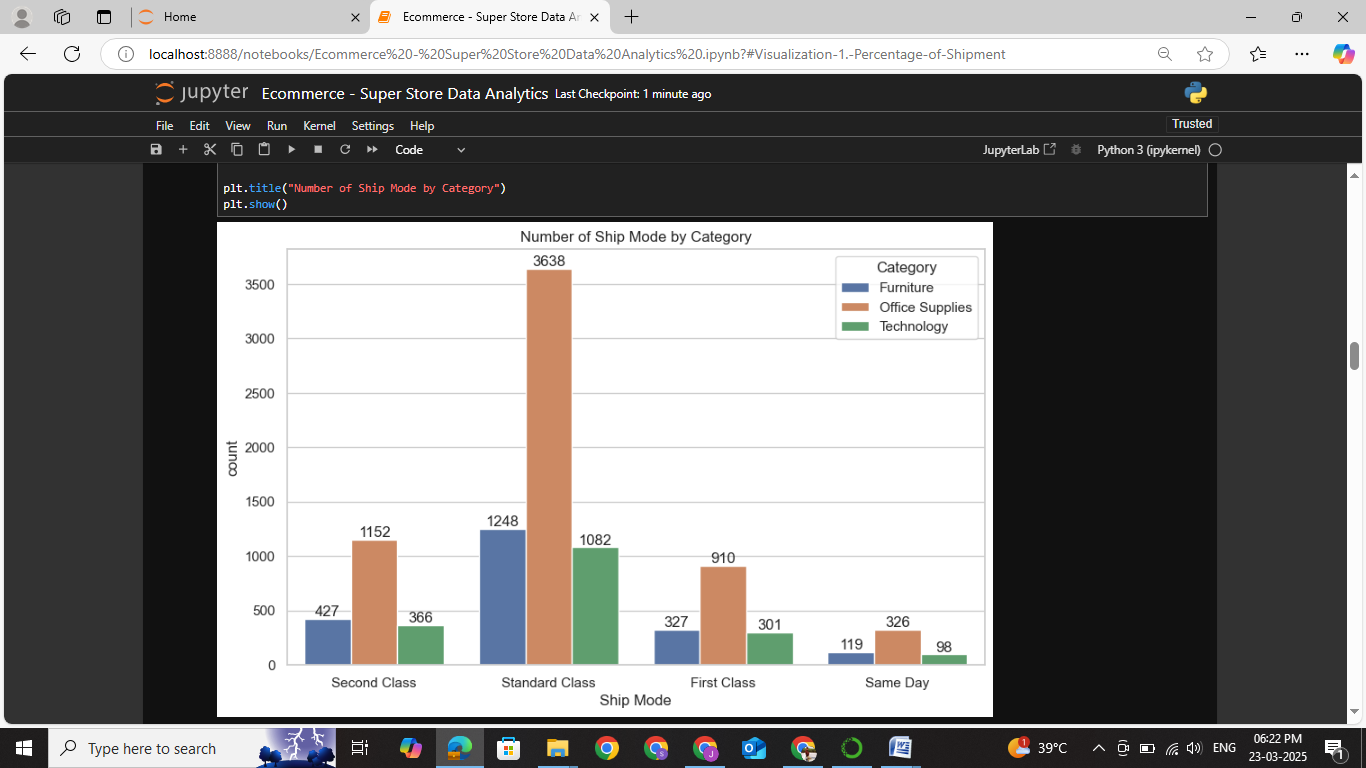 Home
Ecommerce - Super Store Data Ar
localhost:8888/notebooks/Ecommerce%20-%20Super%20Store%20Data%20Analytics%20.ipynb?#Visualization-1.-Percentage-of-Shipment
jupyter Ecommerce - Super Store Data Analytics Last Checkpoint: 1 minute ago
File Edit View Run Kernel Settings Help
Trusted
Code
JupyterLab Python 3 (ipykernel)
plt.title("Number of Ship Mode by Category")
plt.show()
Number of Ship Mode by Category
3638
Category
Furniture
Office Supplies
Technology
3500
3000
2500
2000
1500
1000
500
0
count
427 1152 366
1248 1082
327 910 301
119 326 98
Second Class Standard Class First Class Same Day
Ship Mode
Type here to search
S
J
39°C
ENG
06:22 PM
23-03-2025
1
1